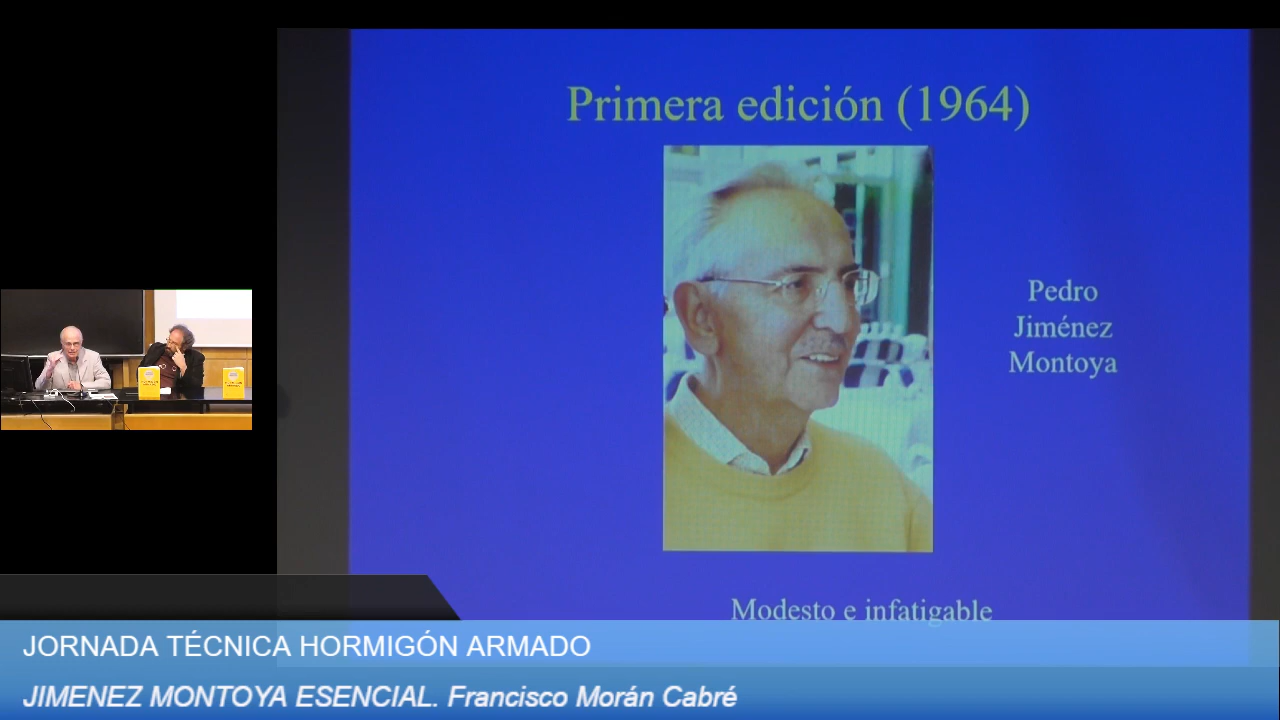 Primera edición (1964)
Pedro
Jiménez
Montoya
Modesto e infatigable
JORNADA TÉCNICA HORMIGÓN ARMADO
JIMENEZ MONTOYA ESENCIAL. Francisco Morán Cabré